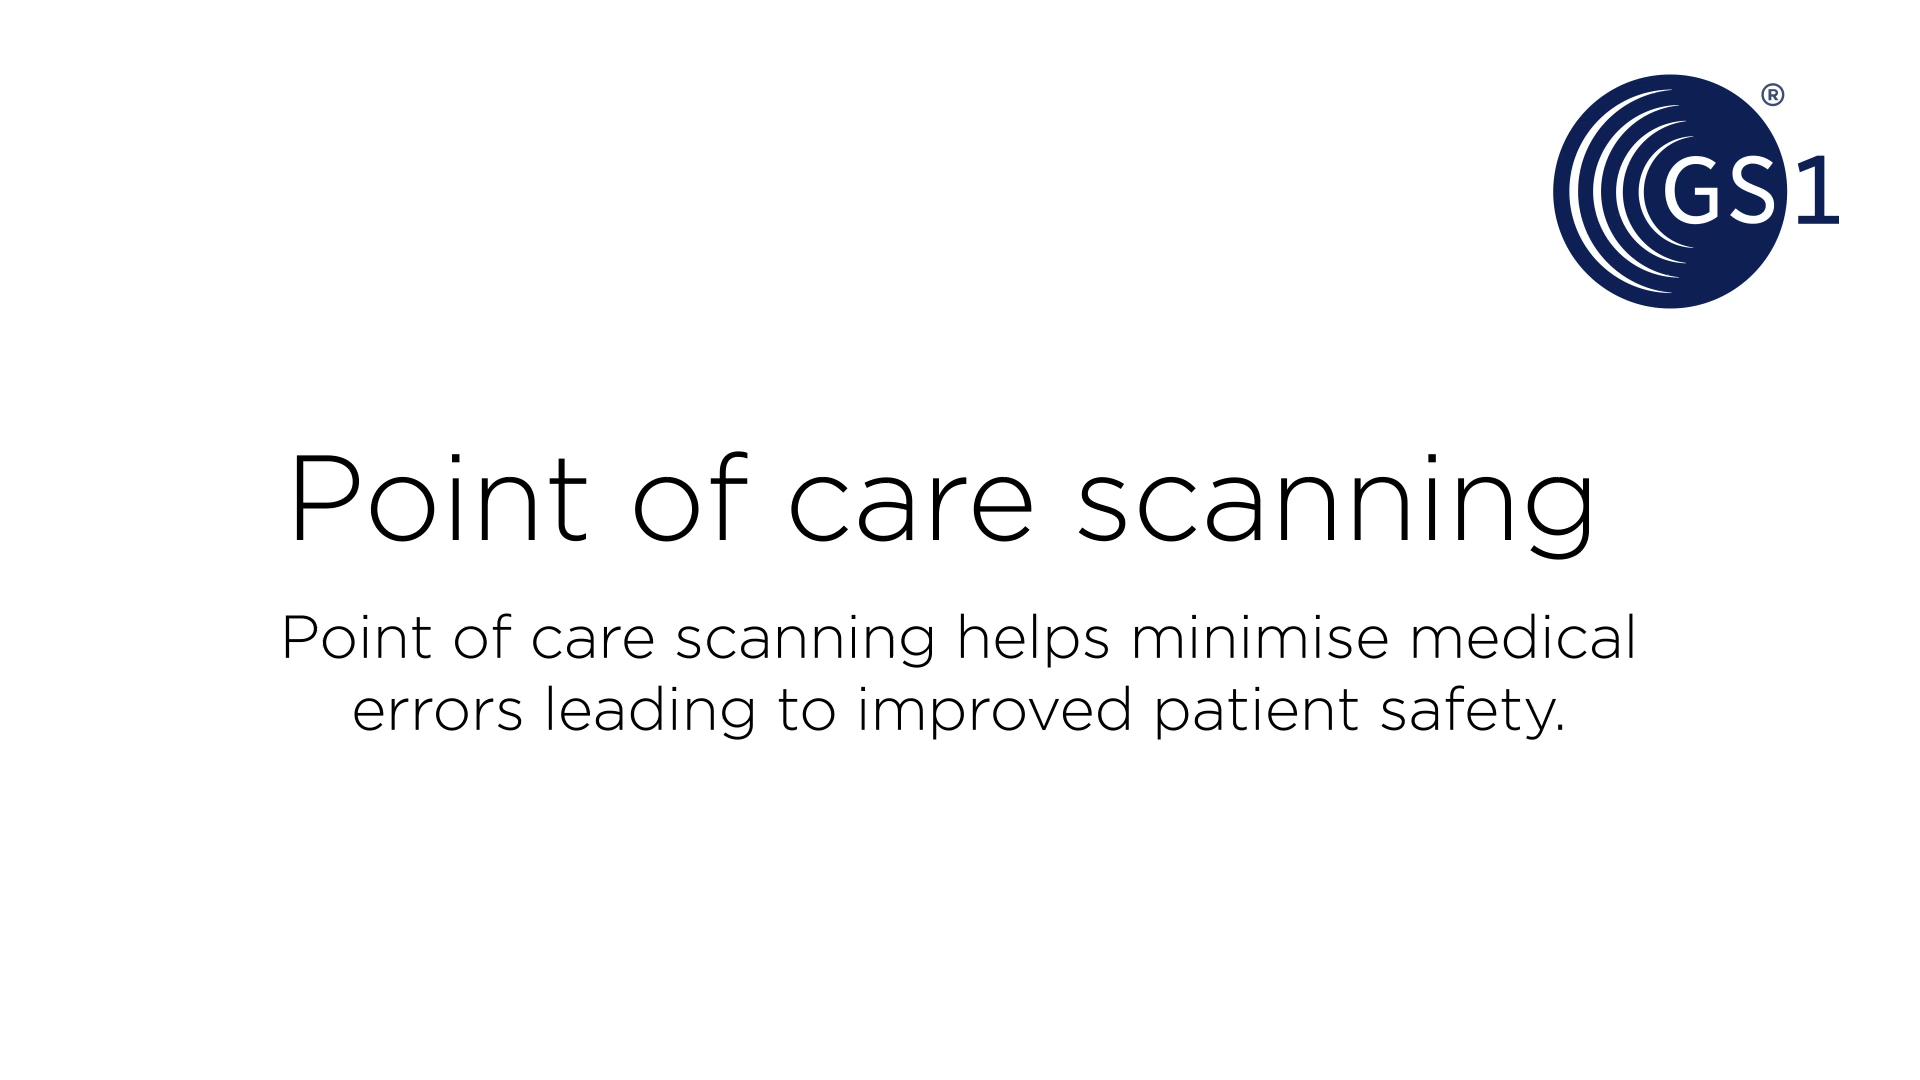 GS1®
Point of care scanning
Point of care scanning helps minimise medical
errors leading to improved patient safety.